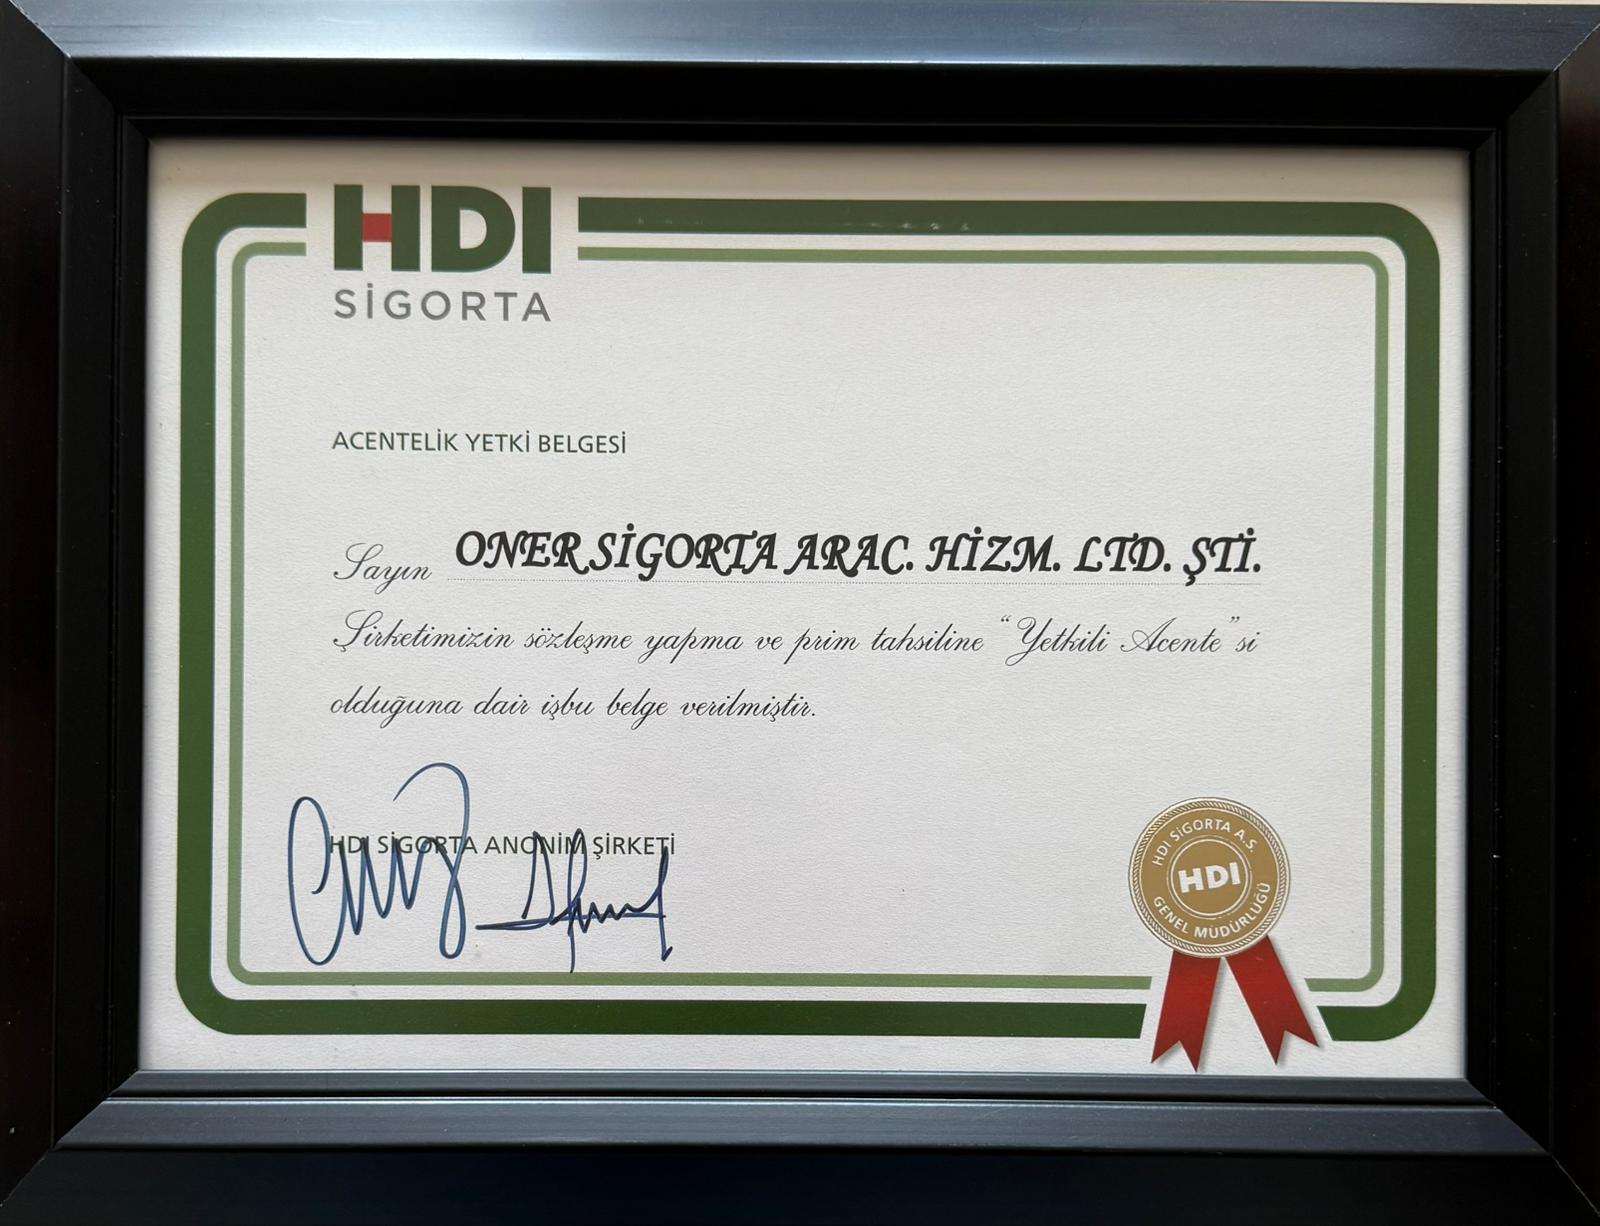 HDI
SİGORTA
ACENTELİK YETKİ BELGESİ
Sayın ONER SİGORTA ARAC. HİZM. LTD. ŞTİ.
Şirketimizin sözleşme yapma ve prim tahsiline “Yetkili Acente”si
olduğuna dair işbu belge verilmiştir.
HDI SİGORTA ANONİM ŞİRKETİ
HDI SİGORTA A.Ş.
HDI
GENEL MÜDÜRLÜĞÜ